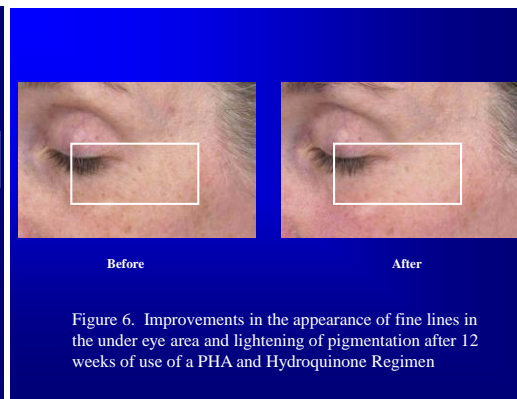 Before
After
Figure 6.  Improvements in the appearance of fine lines in
the under eye area and lightening of pigmentation after 12
weeks of use of a PHA and Hydroquinone Regimen